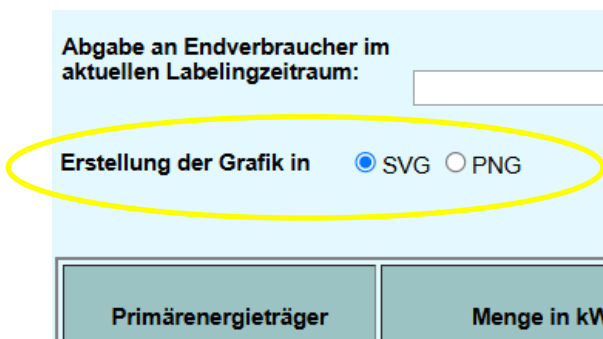 Abgabe an Endverbraucher im
aktuellen Labelingzeitraum:
Erstellung der Grafik in SVG PNG
Primärenergieträger Menge in kW